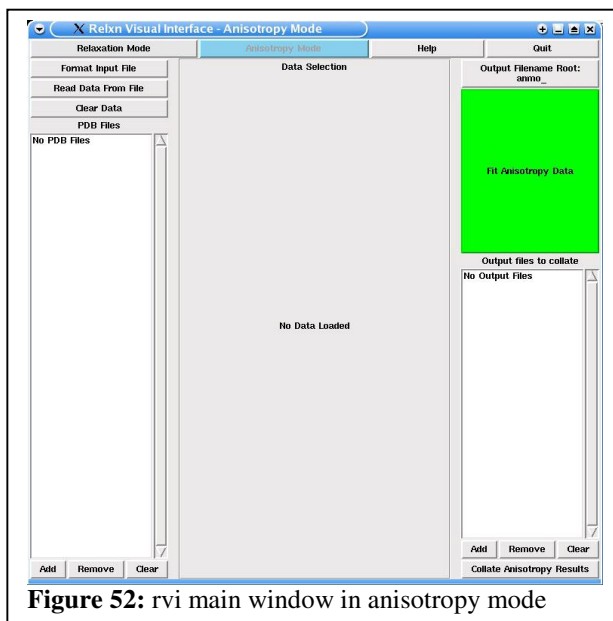 X Relxn Visual Interface - Anisotropy Mode
Relaxation Mode
Anisotropy Mode
Help
Quit
Format Input File
Read Data From File
Clear Data
PDB Files
No PDB Files
Add
Remove
Clear
Data Selection
No Data Loaded
Output Filename Root:
anmo_
Fit Anisotropy Data
Output files to collate
No Output Files
Add
Remove
Clear
Collate Anisotropy Results
Figure 52: rvi main window in anisotropy mode